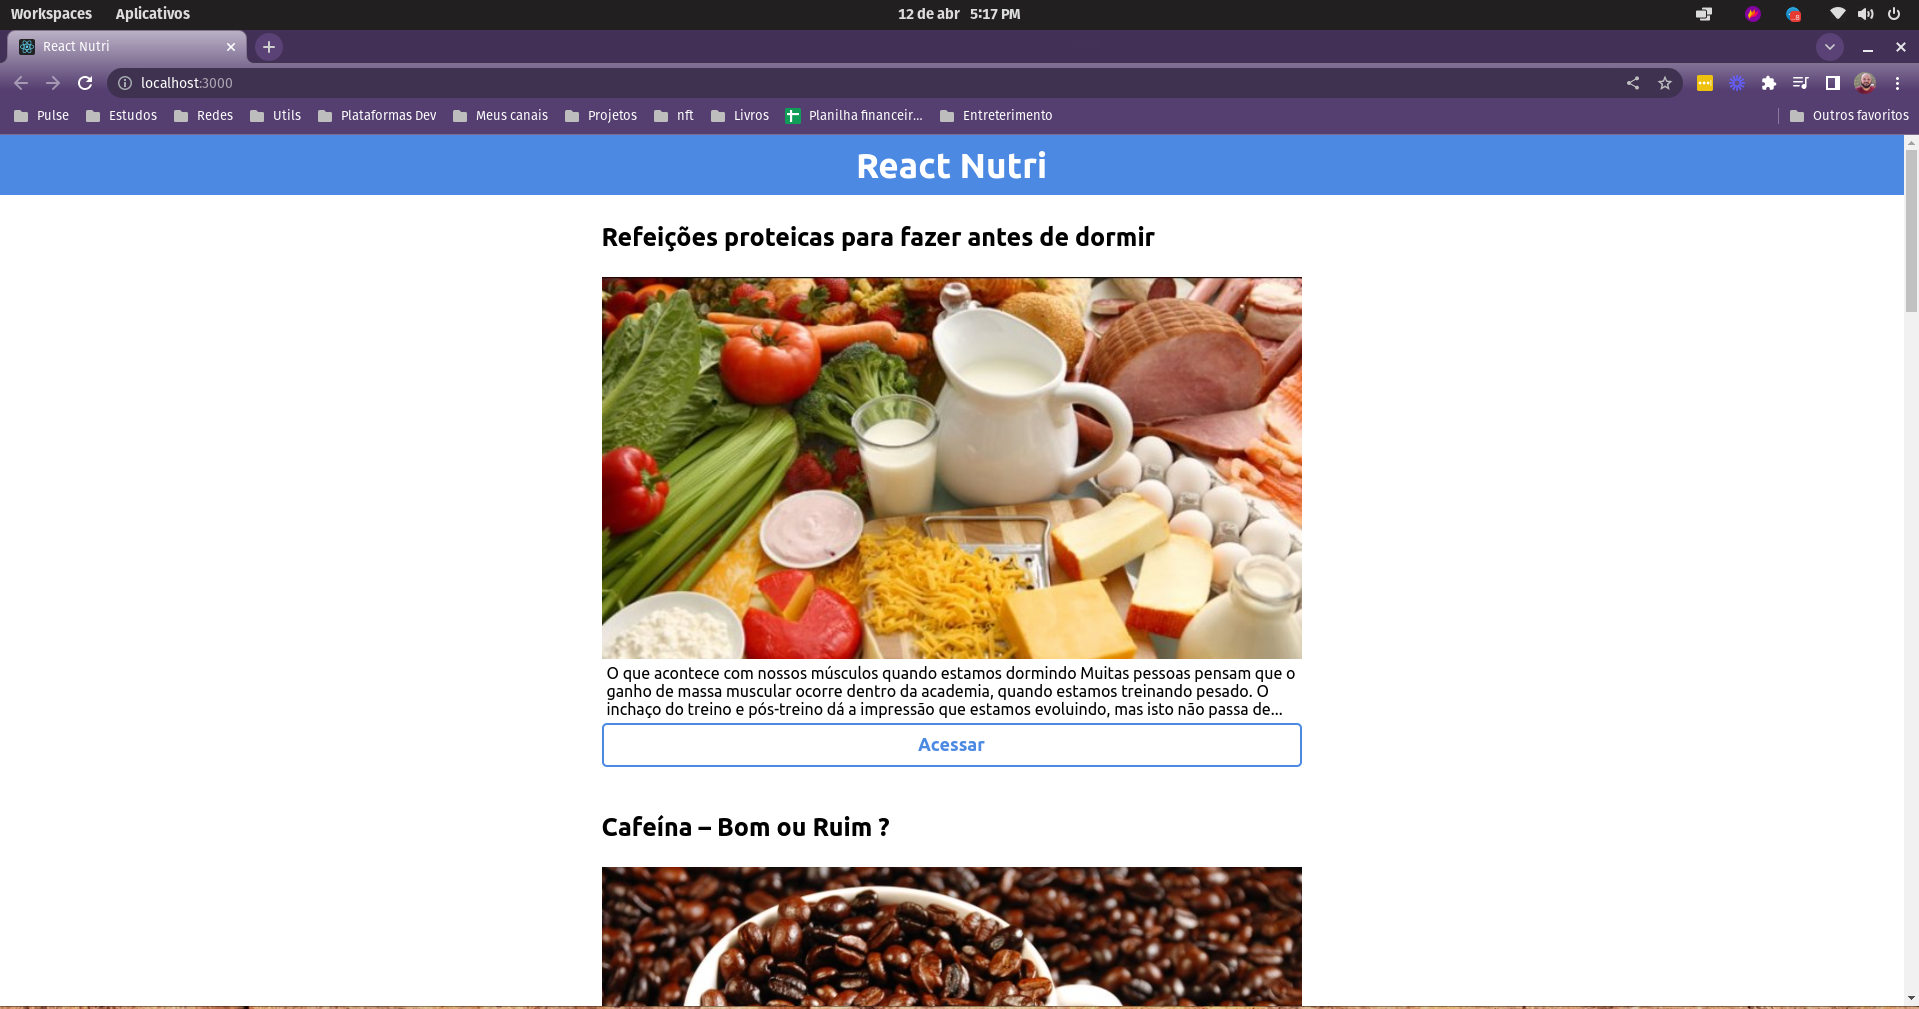 Workspaces Aplicativos 12 de abr 5:17 PM
React Nutri
localhost:3000
Pulse Estudos Redes Utils Plataformas Dev Meus canais Projetos nft Livros Planilha financeir... Entreterimento Outros favoritos
React Nutri
Refeições proteicas para fazer antes de dormir
O que acontece com nossos músculos quando estamos dormindo Muitas pessoas pensam que o
ganho de massa muscular ocorre dentro da academia, quando estamos treinando pesado. O
inchaço do treino e pós-treino dá a impressão que estamos evoluindo, mas isto não passa de...
Acessar
Cafeína – Bom ou Ruim ?